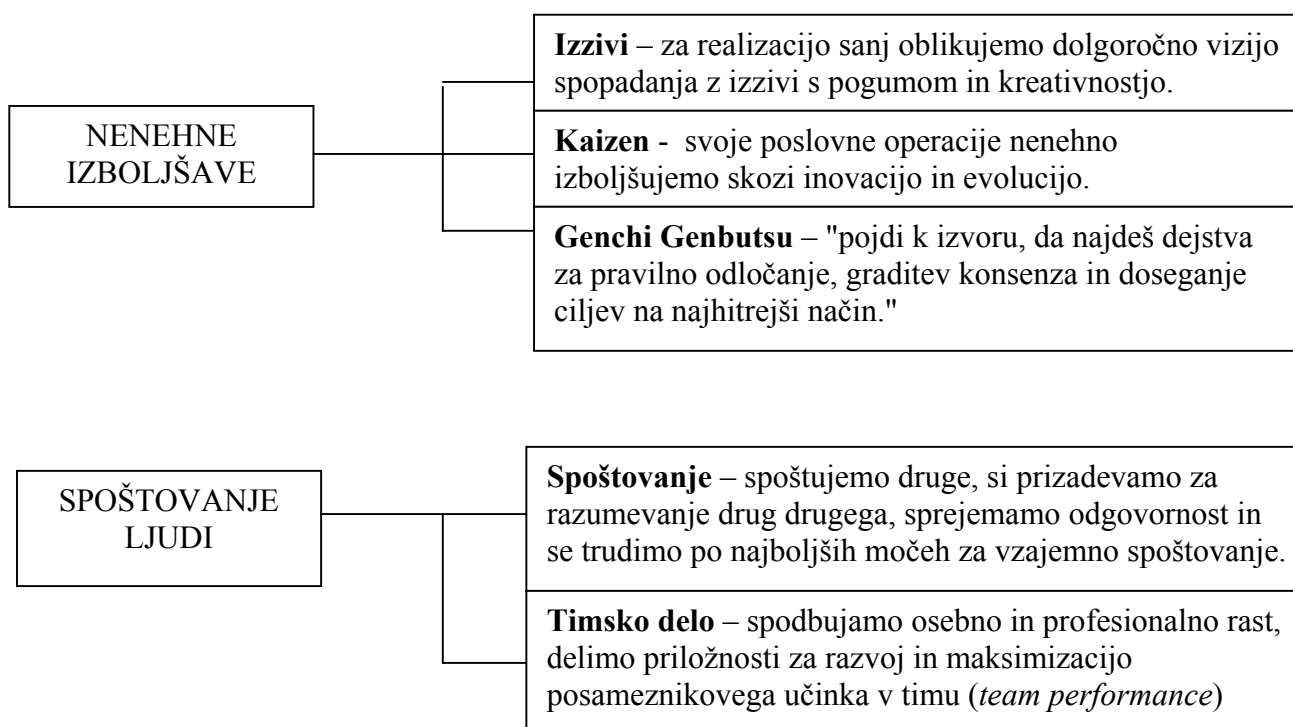 NENEHNE
IZBOLJŠAVE
Izzivi – za realizacijo sanj oblikujemo dolgoročno vizijo
spopadanja z izzivi s pogumom in kreativnostjo.
Kaizen - svoje poslovne operacije nenehno
izboljšujemo skozi inovacijo in evolucijo.
Genchi Genbutsu – "pojdi k izvoru, da najdeš dejstva
za pravilno odločanje, graditev konsenza in doseganje
ciljev na najhitrejši način."
SPOŠTOVANJE
LJUDI
Spoštovanje – spoštujemo druge, si prizadevamo za
razumevanje drug drugega, sprejemamo odgovornost in
se trudimo po najboljših močeh za vzajemno spoštovanje.
Timsko delo – spodbujamo osebno in profesionalno rast,
delimo priložnosti za razvoj in maksimizacijo
posameznikovega učinka v timu (team performance)